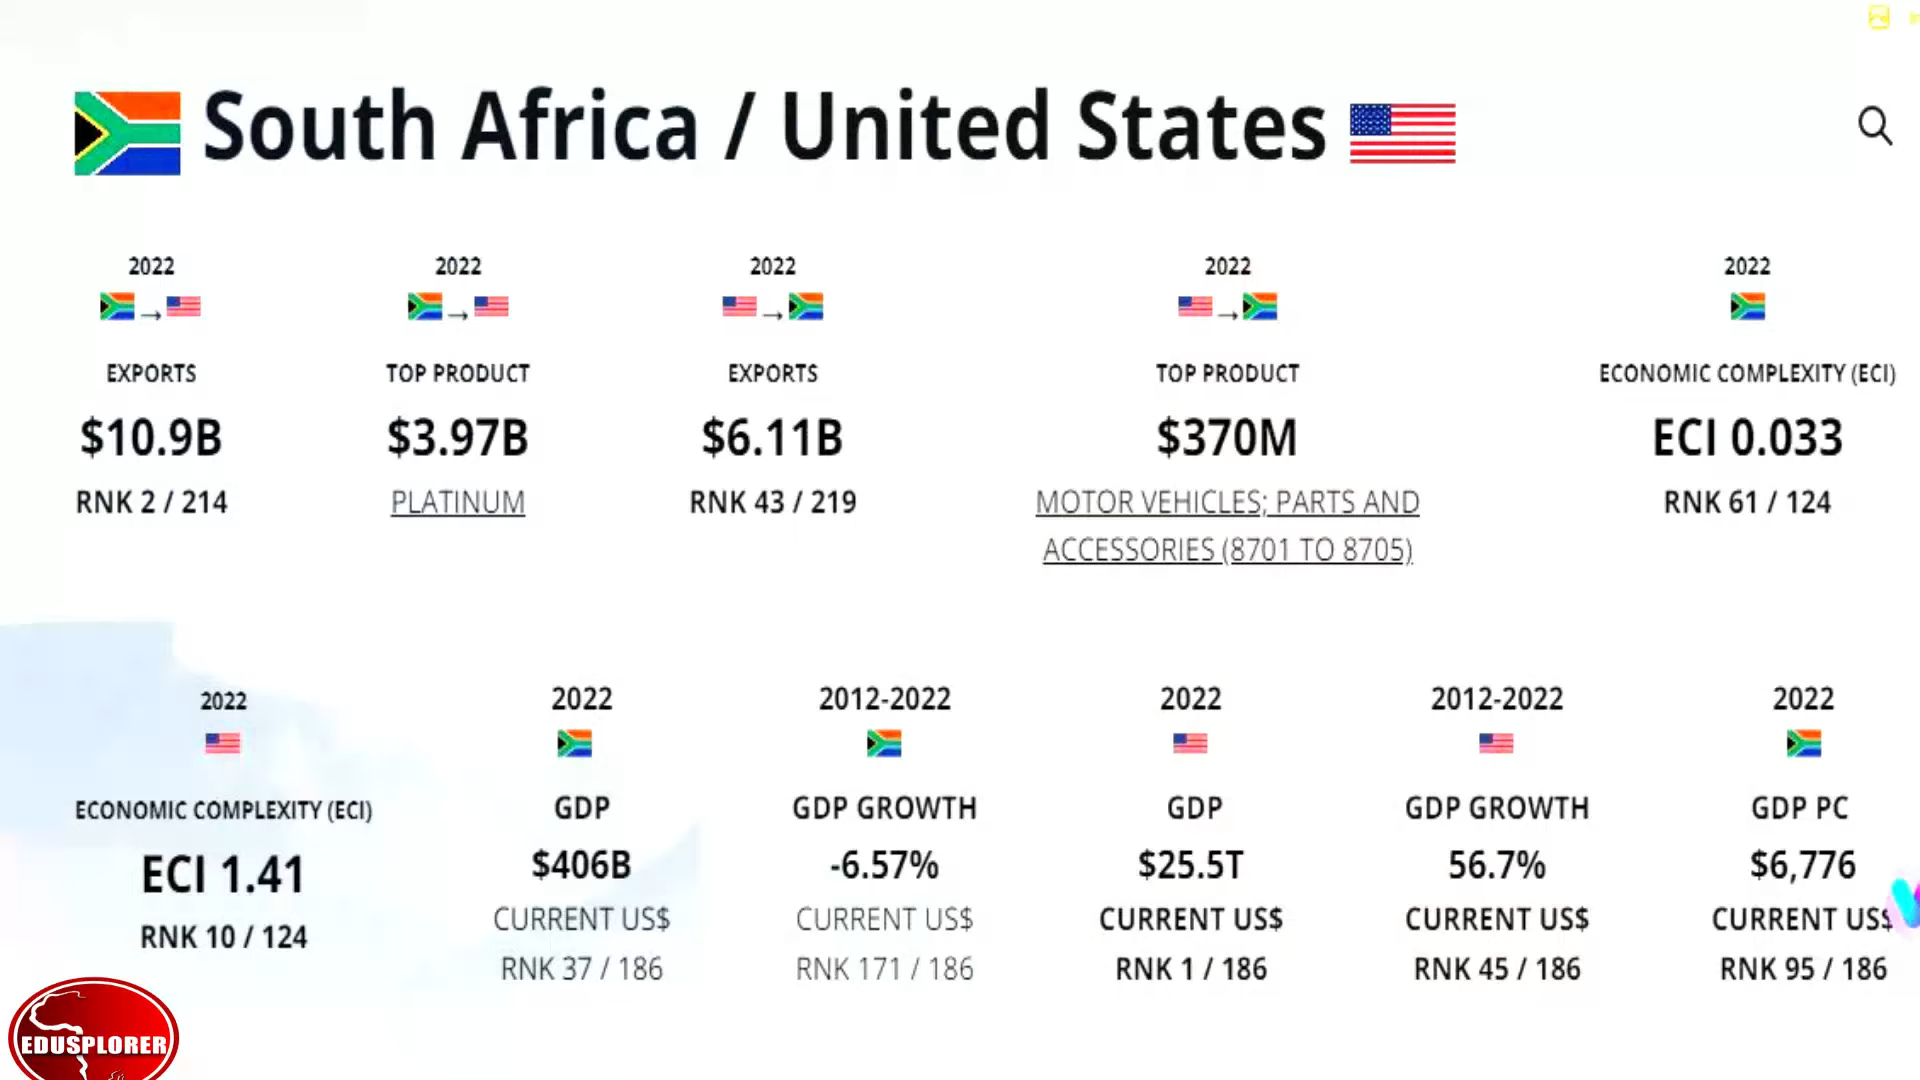 South Africa / United States
2022
→
EXPORTS
$10.9B
RNK 2 / 214
2022
→
TOP PRODUCT
$3.97B
PLATINUM
2022
→
EXPORTS
$6.11B
RNK 43 / 219
2022
→
TOP PRODUCT
$370M
MOTOR VEHICLES; PARTS AND
ACCESSORIES (8701 TO 8705)
2022
ECONOMIC COMPLEXITY (ECI)
ECI 0.033
RNK 61 / 124
2022
ECONOMIC COMPLEXITY (ECI)
ECI 1.41
RNK 10 / 124
2022
GDP
$406B
CURRENT US$
RNK 37 / 186
2012-2022
GDP GROWTH
-6.57%
CURRENT US$
RNK 171 / 186
2022
GDP
$25.5T
CURRENT US$
RNK 1 / 186
2012-2022
GDP GROWTH
56.7%
CURRENT US$
RNK 45 / 186
2022
GDP PC
$6,776
CURRENT US$
RNK 95 / 186
EDUSPLORER